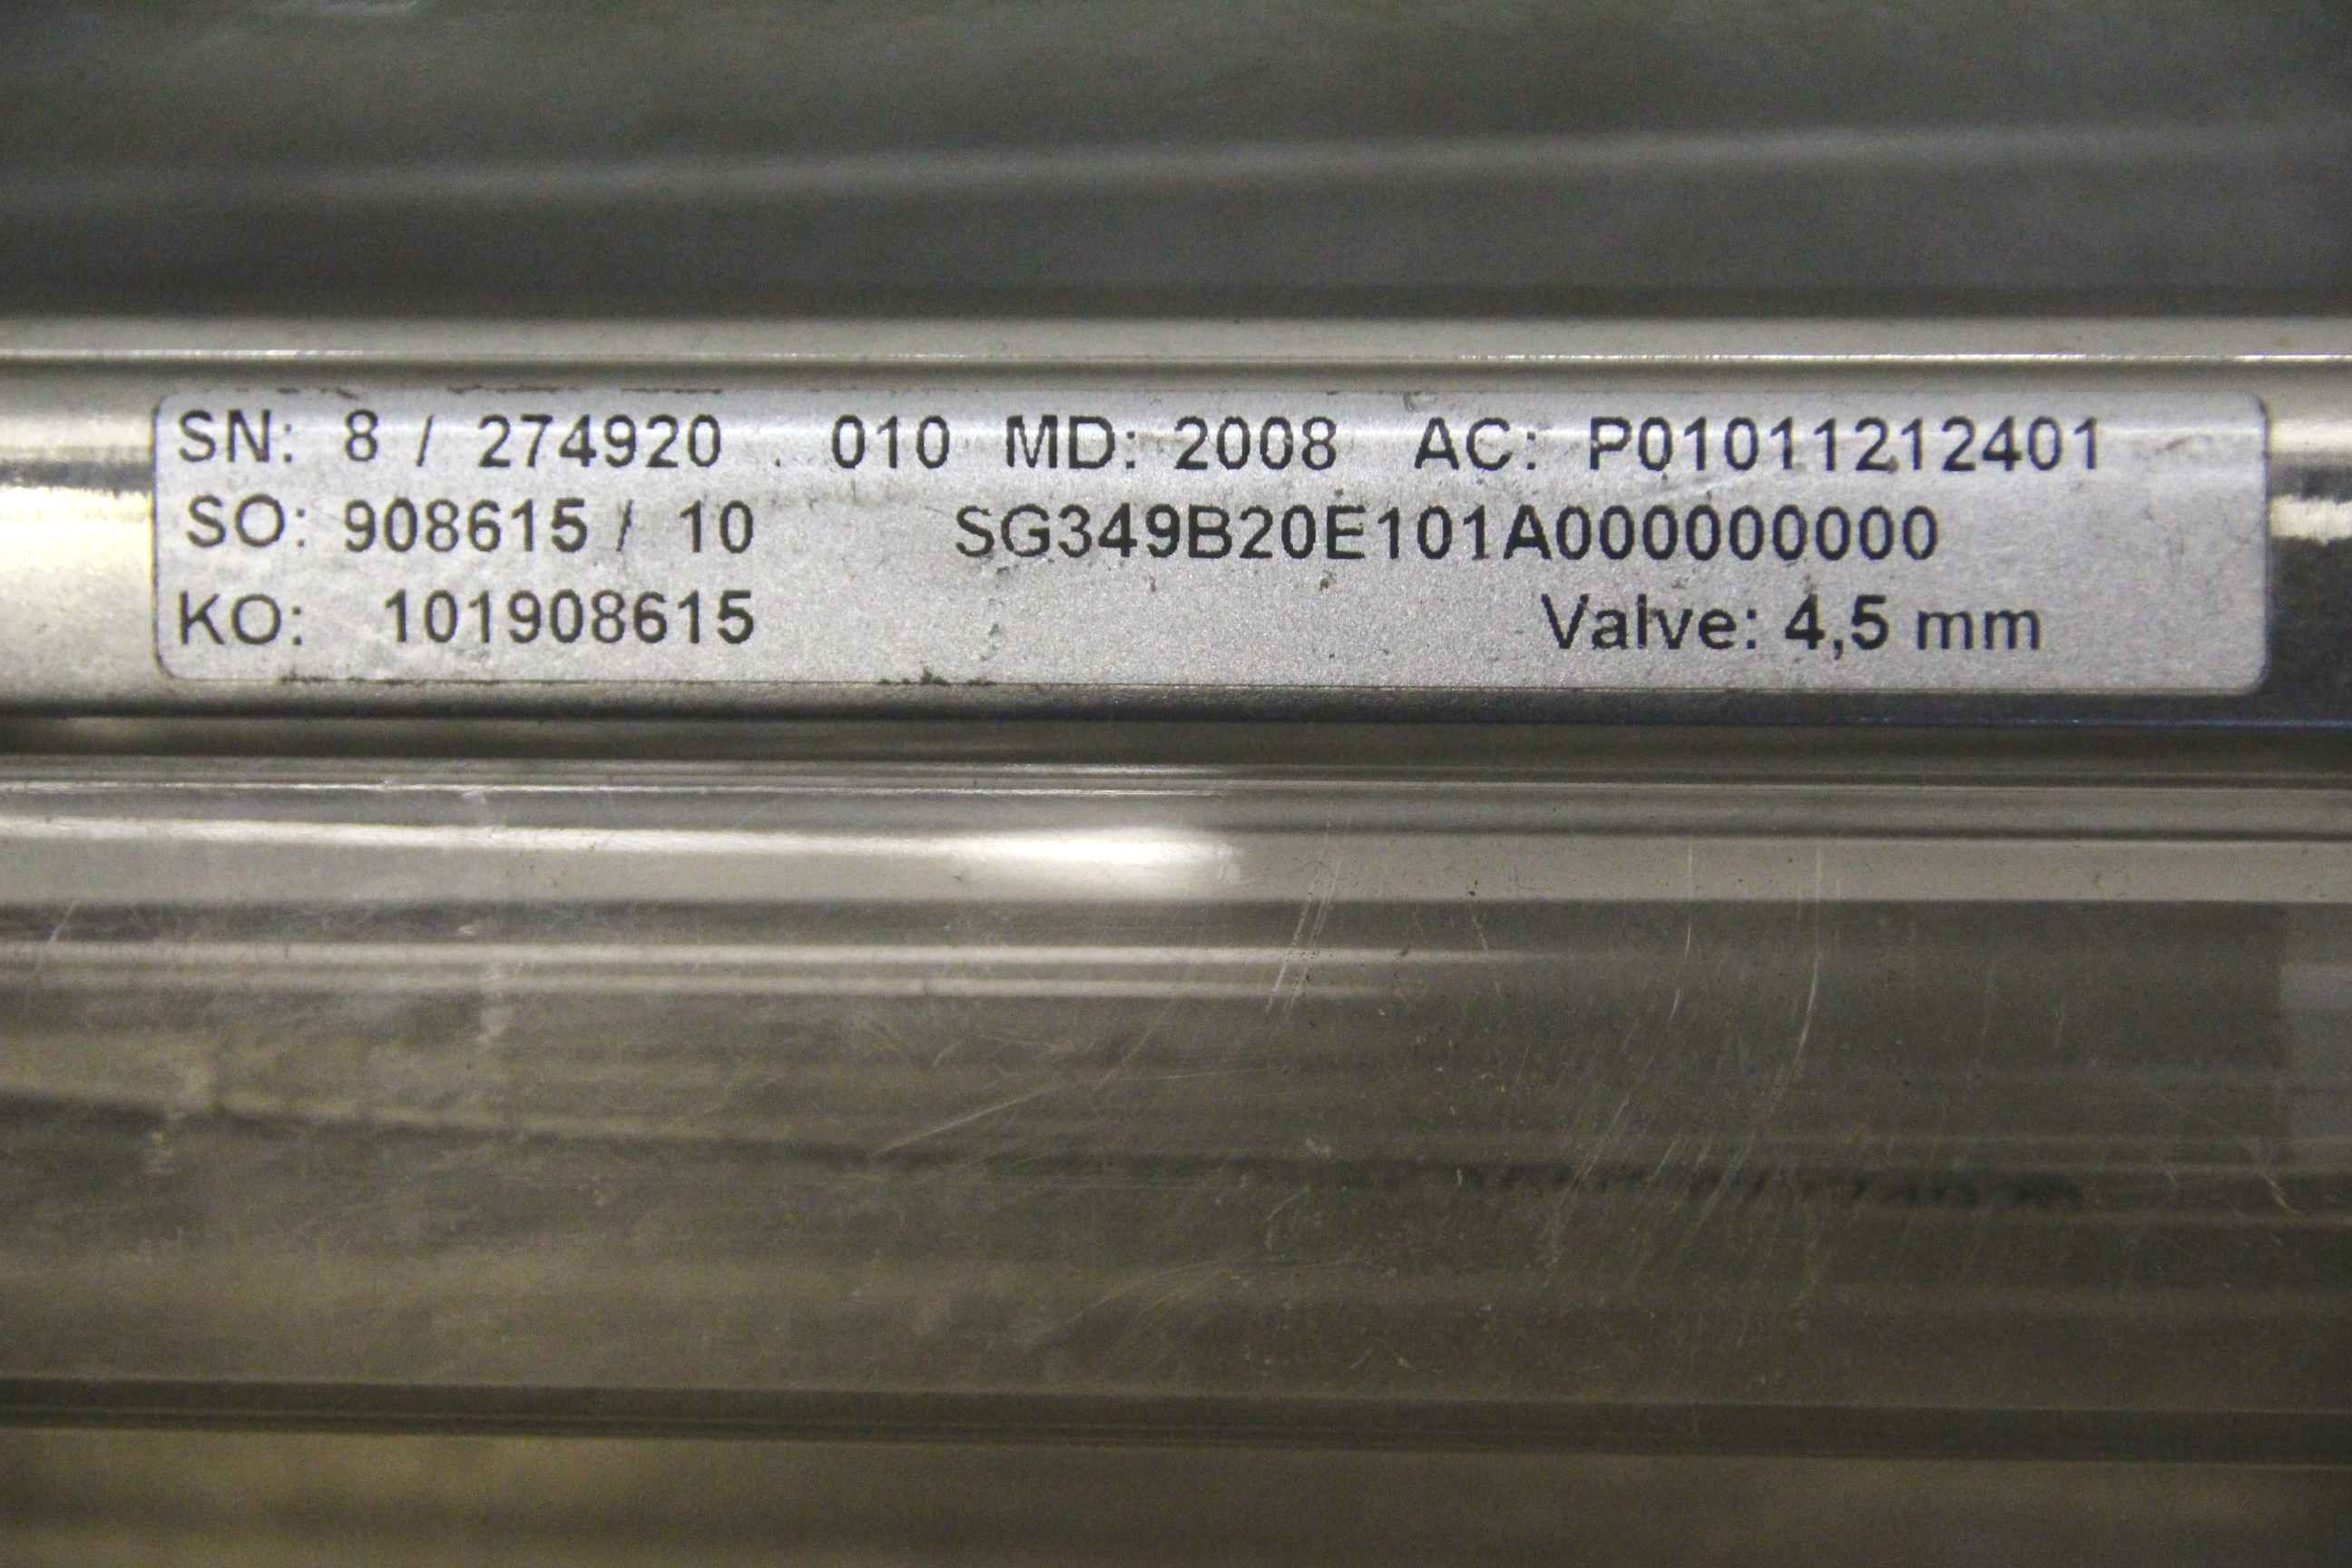 SN: 8 / 274920 . 010 MD: 2008 AC: P01011212401
SO: 908615 / 10 SG349B20E101A000000000
KO: 101908615 Valve: 4,5 mm